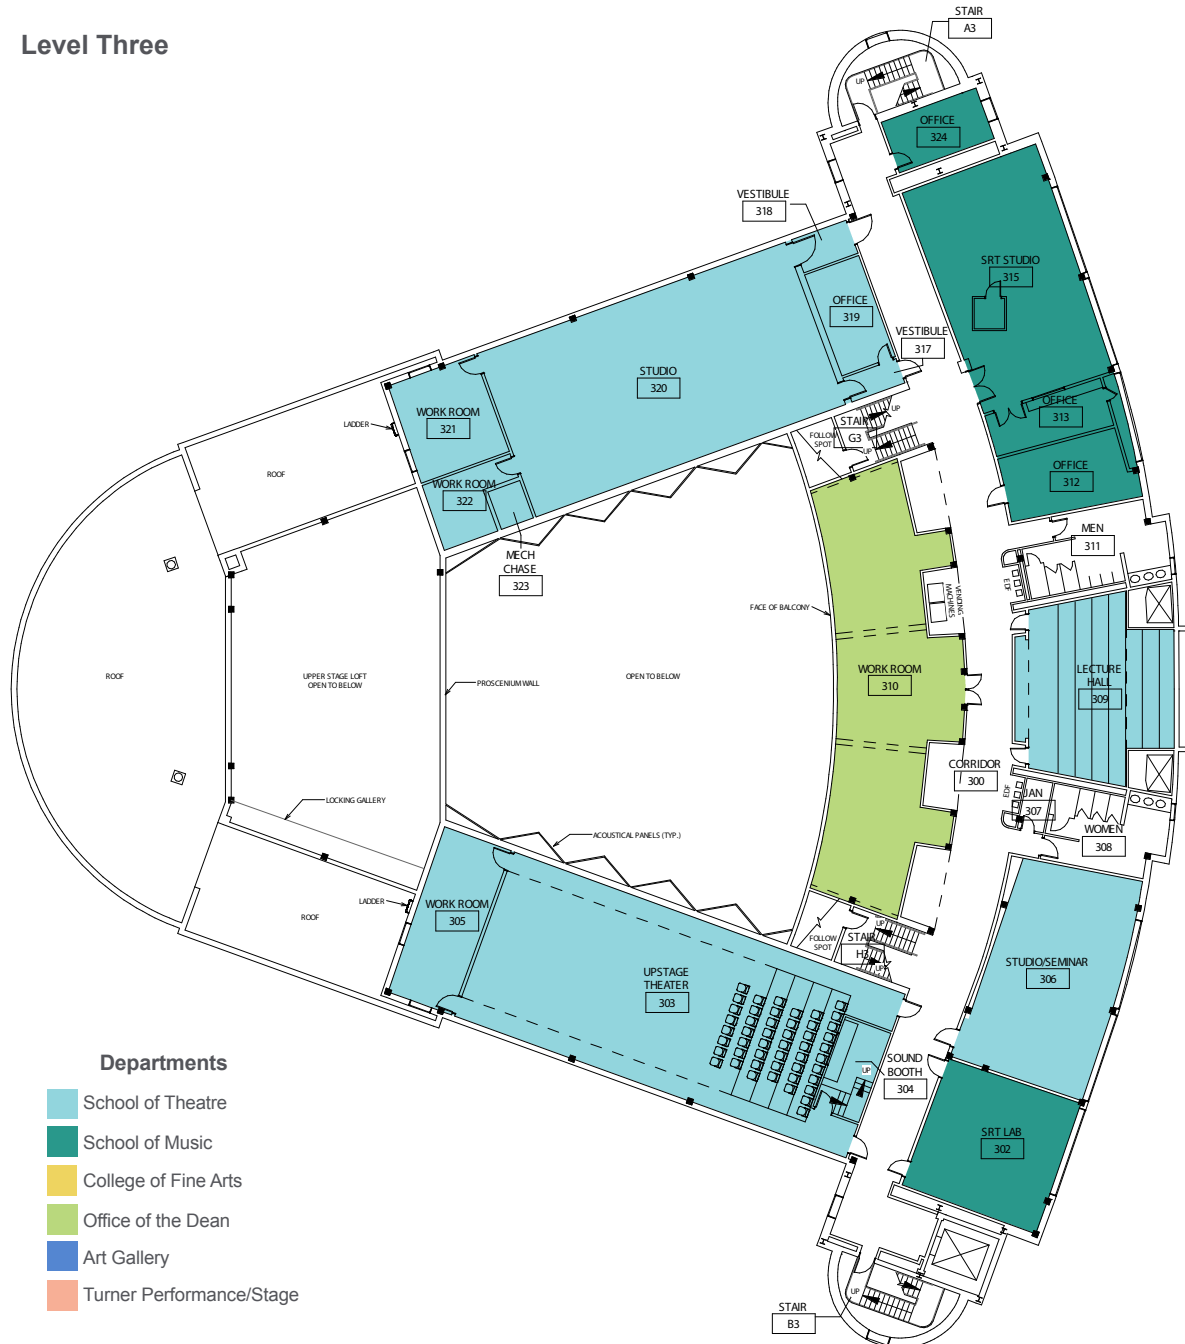 Level Three
STAIR
A3
UP
OFFICE
324
VESTIBULE
318
SRT STUDIO
315
OFFICE
319
VESTIBULE
317
STUDIO
320
WORK ROOM
321
LADDER
OFFICE
313
UP
STAIR
G3
FOLLOW
SPOT
UP
ROOF
WORK ROOM
322
OFFICE
312
MEN
311
MECH
CHASE
323
EDF
VENDING
MACHINES
FACE OF BALCONY
ROOF
UPPER STAGE LOFT
OPEN TO BELOW
PROSCENIUM WALL
OPEN TO BELOW
WORK ROOM
310
LECTURE
HALL
309
CORRIDOR
300
EDF
JAN
307
LOCKING GALLERY
ACOUSTICAL PANELS (TYP.)
WOMEN
308
LADDER
WORK ROOM
305
ROOF
UP
FOLLOW
SPOT
STAIR
H3
UP
STUDIO/SEMINAR
306
UPSTAGE
THEATER
303
SOUND
BOOTH
304
UP
SRT LAB
302
Departments
School of Theatre
School of Music
College of Fine Arts
Office of the Dean
Art Gallery
Turner Performance/Stage
UP
STAIR
B3